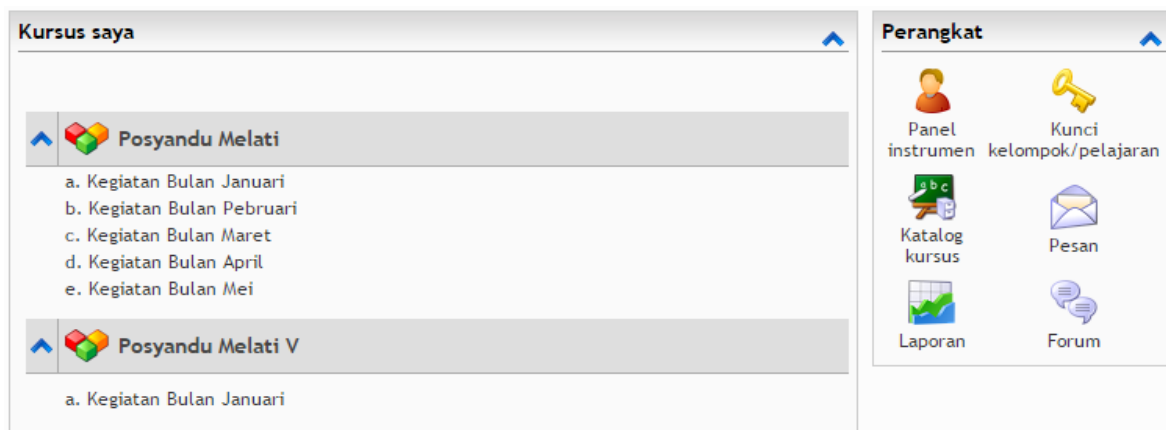 Kursus saya
Posyandu Melati
a. Kegiatan Bulan Januari
b. Kegiatan Bulan Pebruari
c. Kegiatan Bulan Maret
d. Kegiatan Bulan April
e. Kegiatan Bulan Mei
Posyandu Melati V
a. Kegiatan Bulan Januari
Perangkat
Panel
instrumen
Kunci
kelompok/pelajaran
abc
Katalog
kursus
Pesan
Laporan
Forum